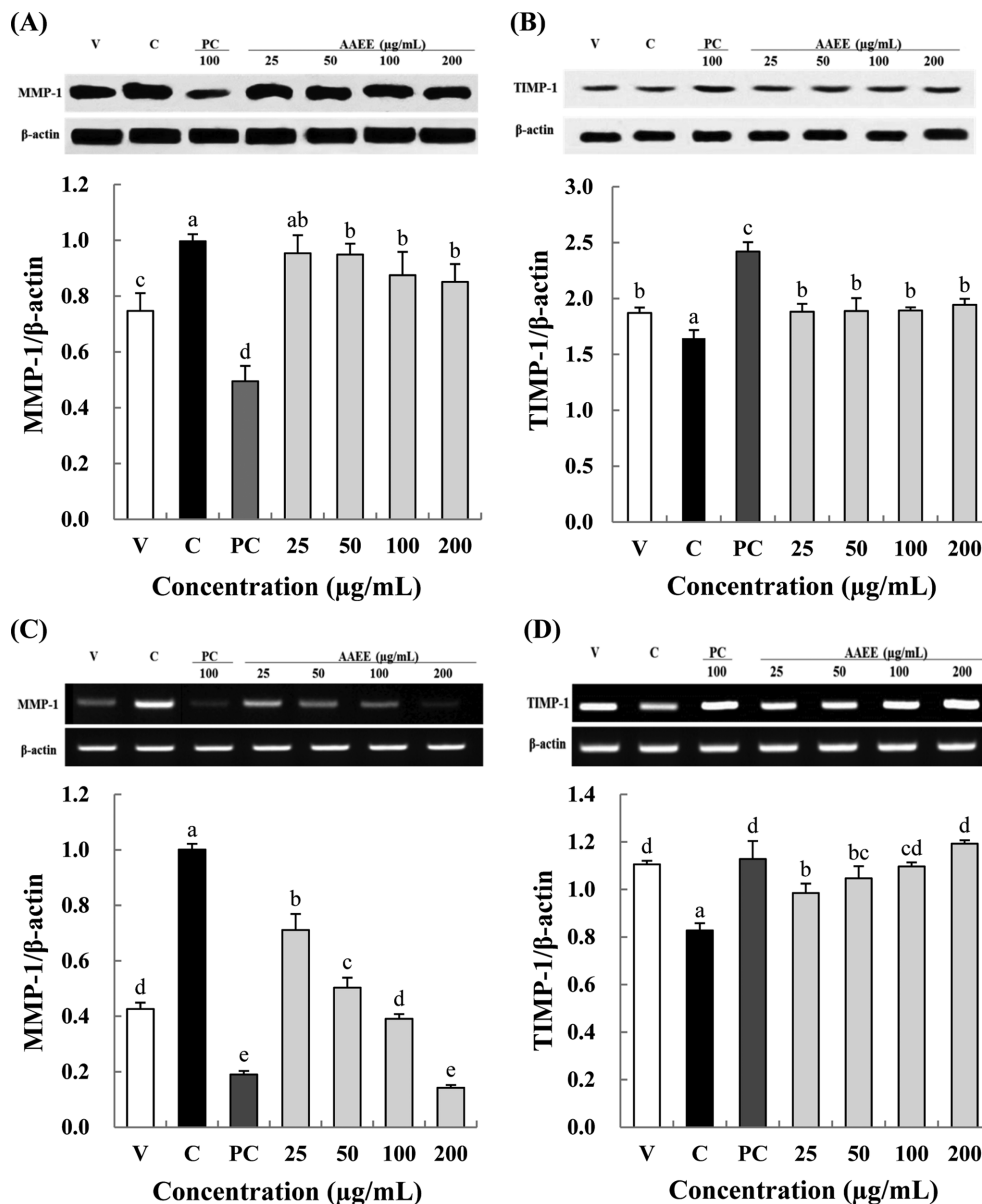 (A)
V C PC AAEE (µg/mL)
100 25 50 100 200
MMP-1
β-actin
1.2
1.0
0.8
0.6
0.4
0.2
0.0
MMP-1/β-actin
c a d ab b b b
V C PC 25 50 100 200
Concentration (µg/mL)
(B)
V C PC AAEE (µg/mL)
100 25 50 100 200
TIMP-1
β-actin
3.0
2.5
2.0
1.5
1.0
0.5
0.0
TIMP-1/β-actin
b a c b b b b
V C PC 25 50 100 200
Concentration (µg/mL)
(C)
V C PC AAEE (µg/mL)
100 25 50 100 200
MMP-1
β-actin
1.2
1.0
0.8
0.6
0.4
0.2
0.0
MMP-1/β-actin
d a e b c d e
V C PC 25 50 100 200
Concentration (µg/mL)
(D)
V C PC AAEE (µg/mL)
100 25 50 100 200
TIMP-1
β-actin
1.4
1.2
1.0
0.8
0.6
0.4
0.2
0.0
TIMP-1/β-actin
d a d b bc cd d
V C PC 25 50 100 200
Concentration (µg/mL)